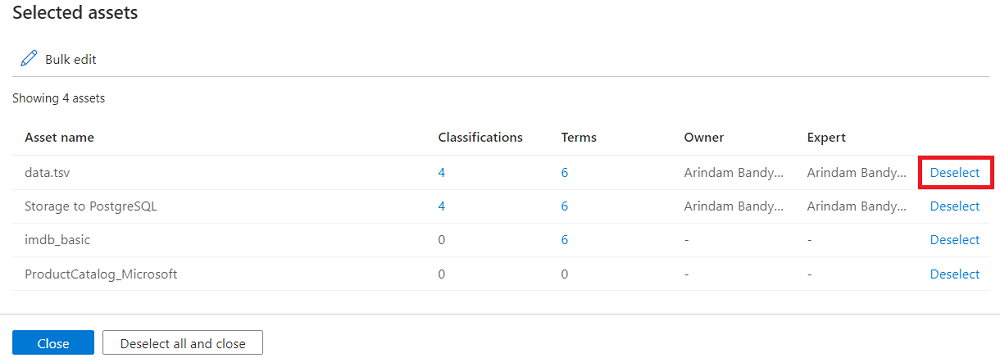 Selected assets
Bulk edit
Showing 4 assets
Asset name Classifications Terms Owner Expert
data.tsv 4 6 Arindam Bandy... Arindam Bandy... Deselect
Storage to PostgreSQL 4 6 Arindam Bandy... Arindam Bandy... Deselect
imdb_basic 0 6 - - Deselect
ProductCatalog_Microsoft 0 0 - - Deselect
Close Deselect all and close